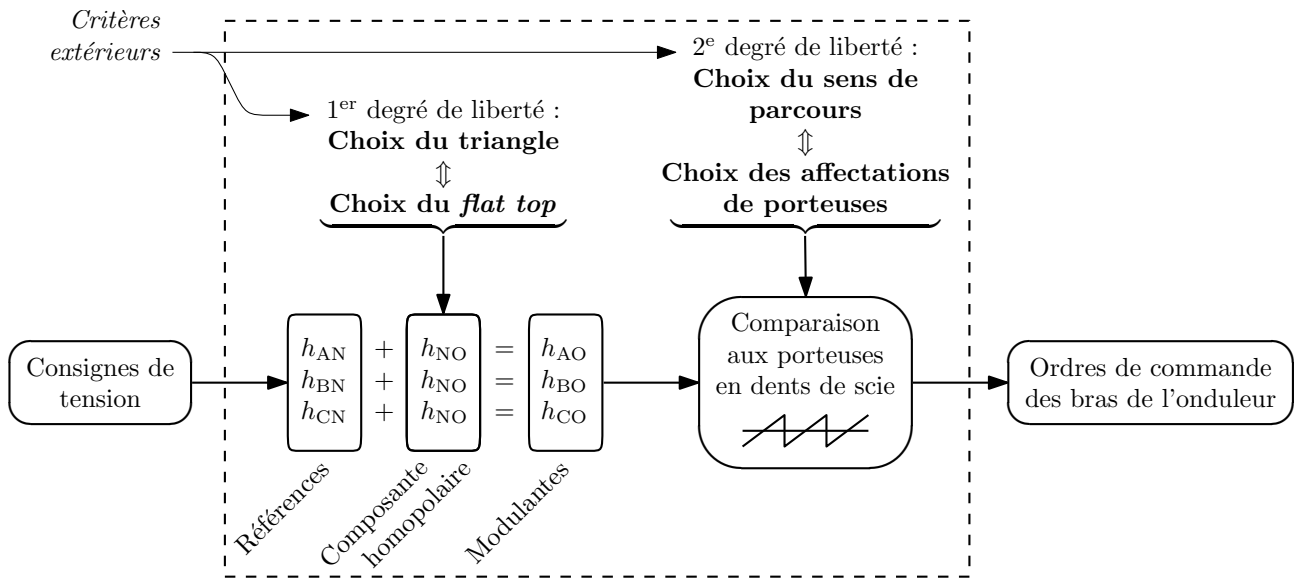 Critères
extérieurs
2e degré de liberté :
Choix du sens de
parcours
⇕
Choix des affectations
de porteuses
1er degré de liberté :
Choix du triangle
⇕
Choix du flat top
Consignes de
tension
hAN + hNO = hAO
hBN + hNO = hBO
hCN + hNO = hCO
Références
Composante
homopolaire
Modulantes
Comparaison
aux porteuses
en dents de scie
Ordres de commande
des bras de l'onduleur